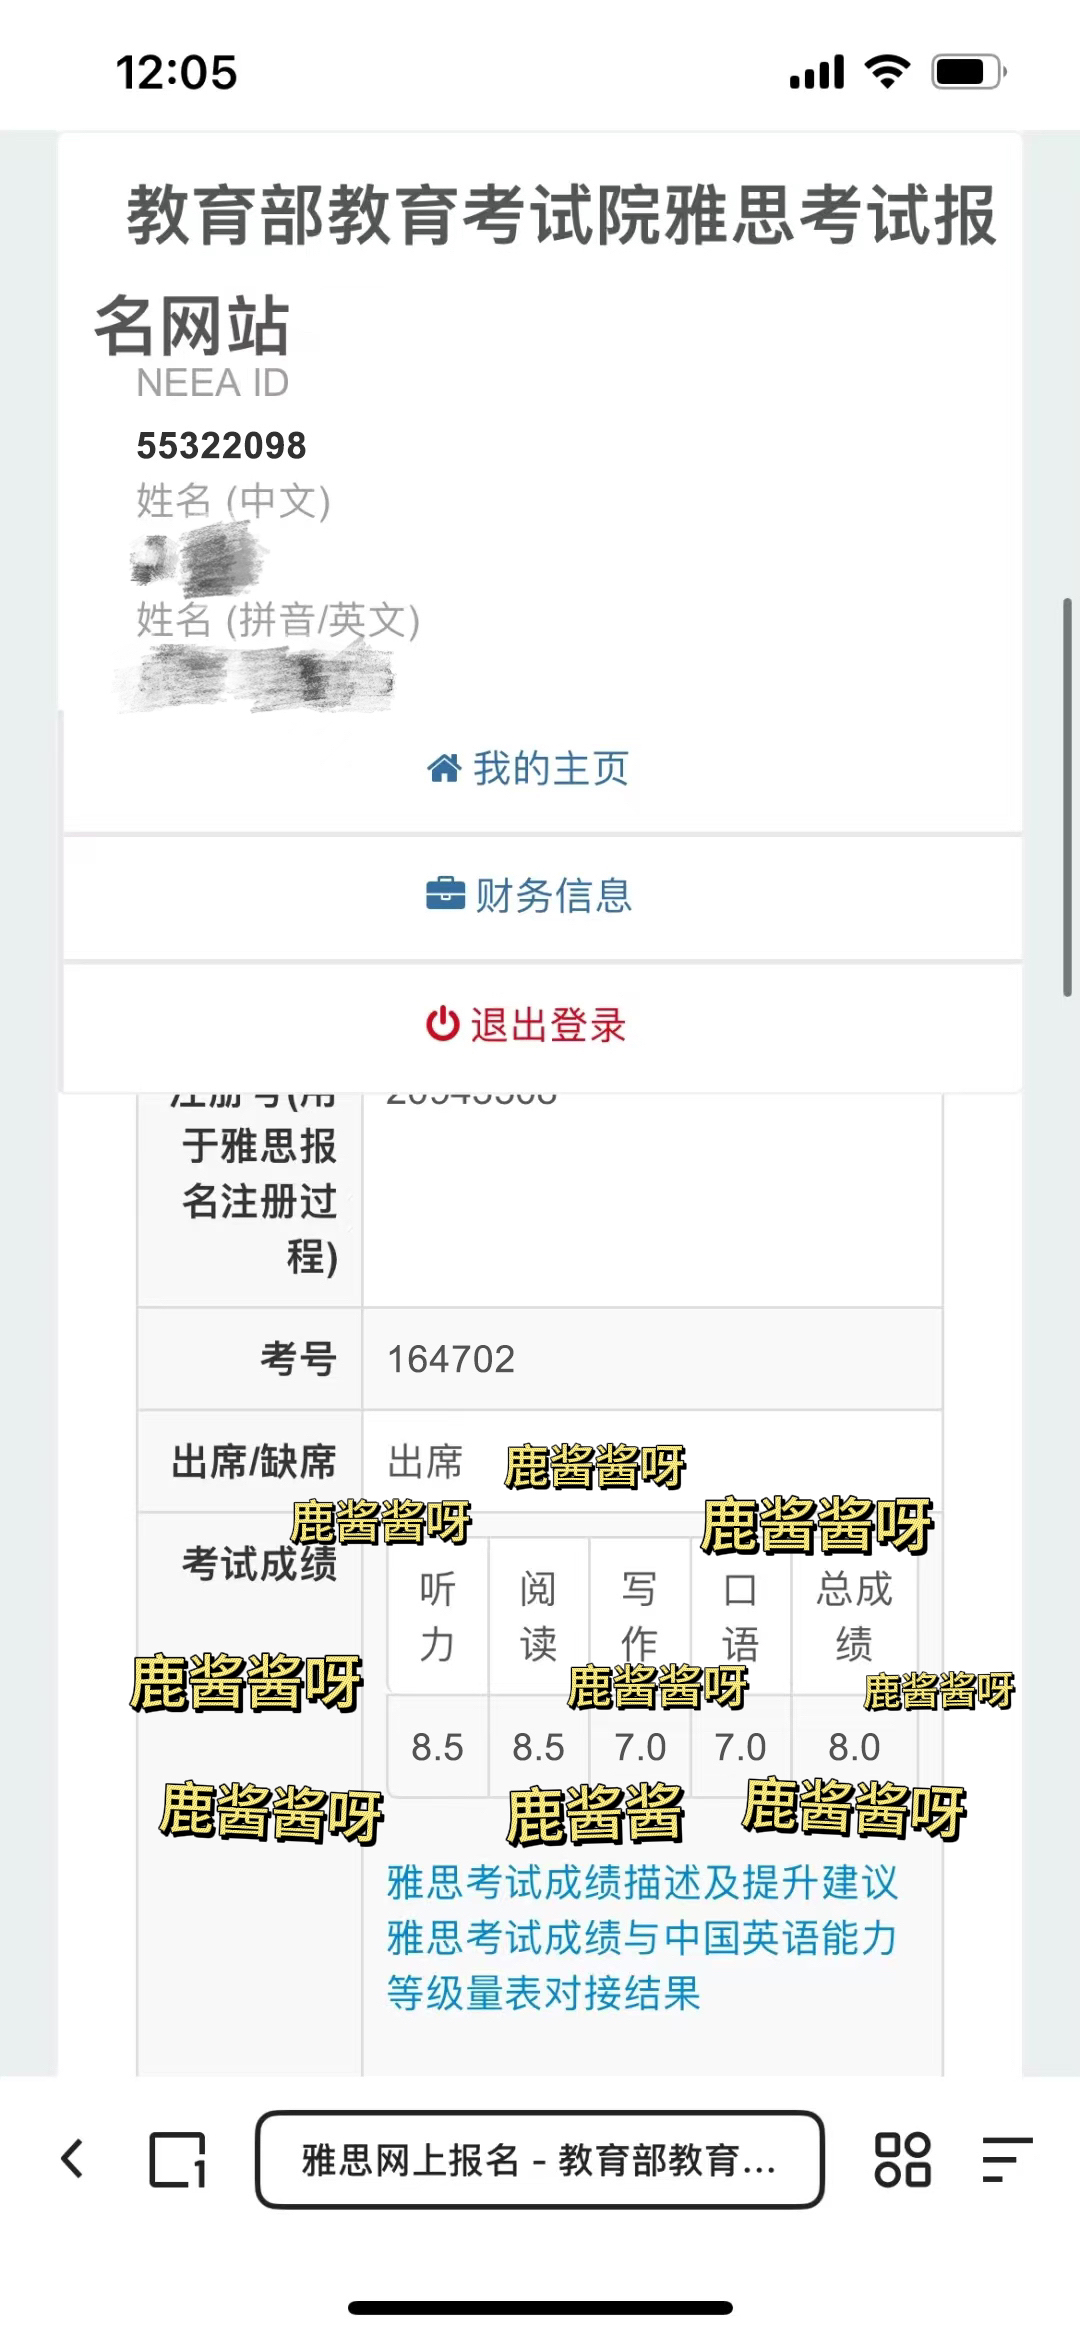 12:05
教育部教育考试院雅思考试报
名网站
NEEA ID
55322098
姓名 (中文)
姓名 (拼音/英文)
我的主页
财务信息
退出登录
注册号(用
于雅思报
名注册过
程)
考号 164702
出席/缺席 出席 鹿酱酱呀
鹿酱酱呀 鹿酱酱呀
考试成绩
听力 阅读 写作 口语 总成绩
鹿酱酱呀 鹿酱酱呀 鹿酱酱呀
8.5 8.5 7.0 7.0 8.0
鹿酱酱呀 鹿酱酱 鹿酱酱呀
雅思考试成绩描述及提升建议
雅思考试成绩与中国英语能力
等级量表对接结果
1
雅思网上报名 - 教育部教育...